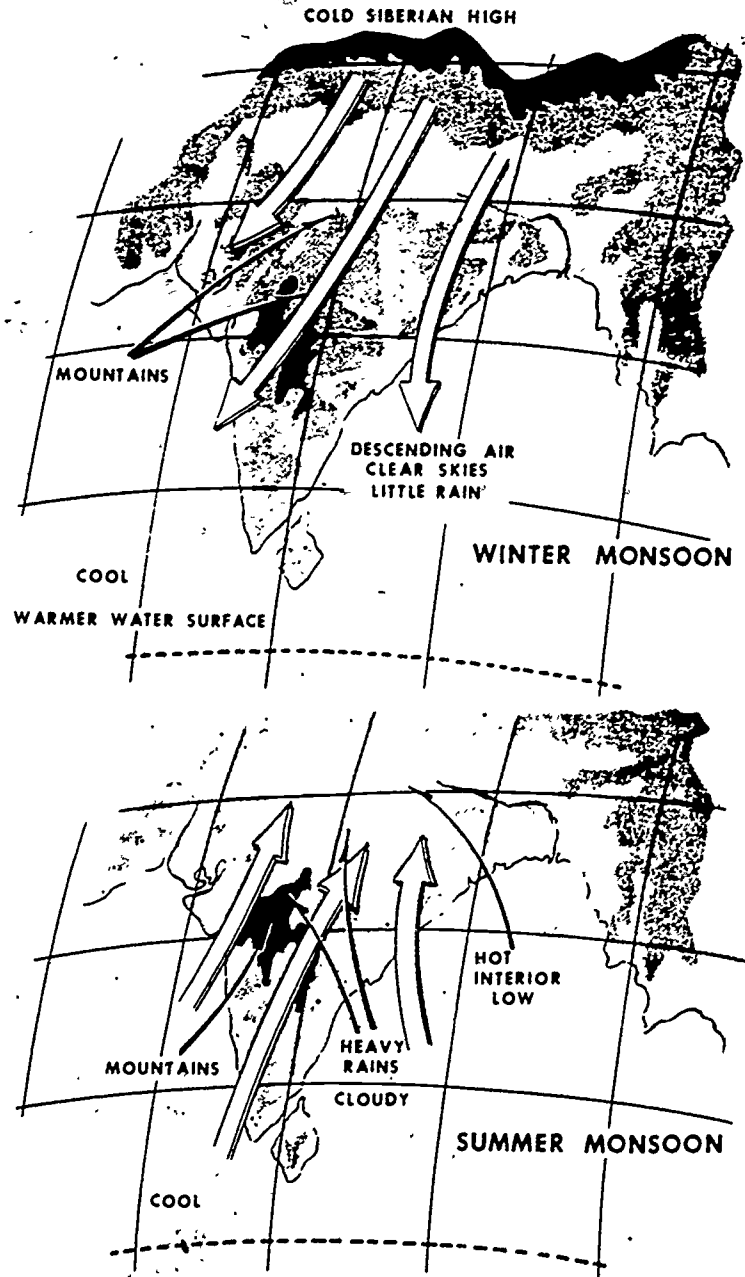 COLD SIBERIAN HIGH
MOUNTAINS
DESCENDING AIR
CLEAR SKIES
LITTLE RAIN
WINTER MONSOON
COOL
WARMER WATER SURFACE
HOT
INTERIOR
LOW
MOUNTAINS
HEAVY
RAINS
CLOUDY
SUMMER MONSOON
COOL